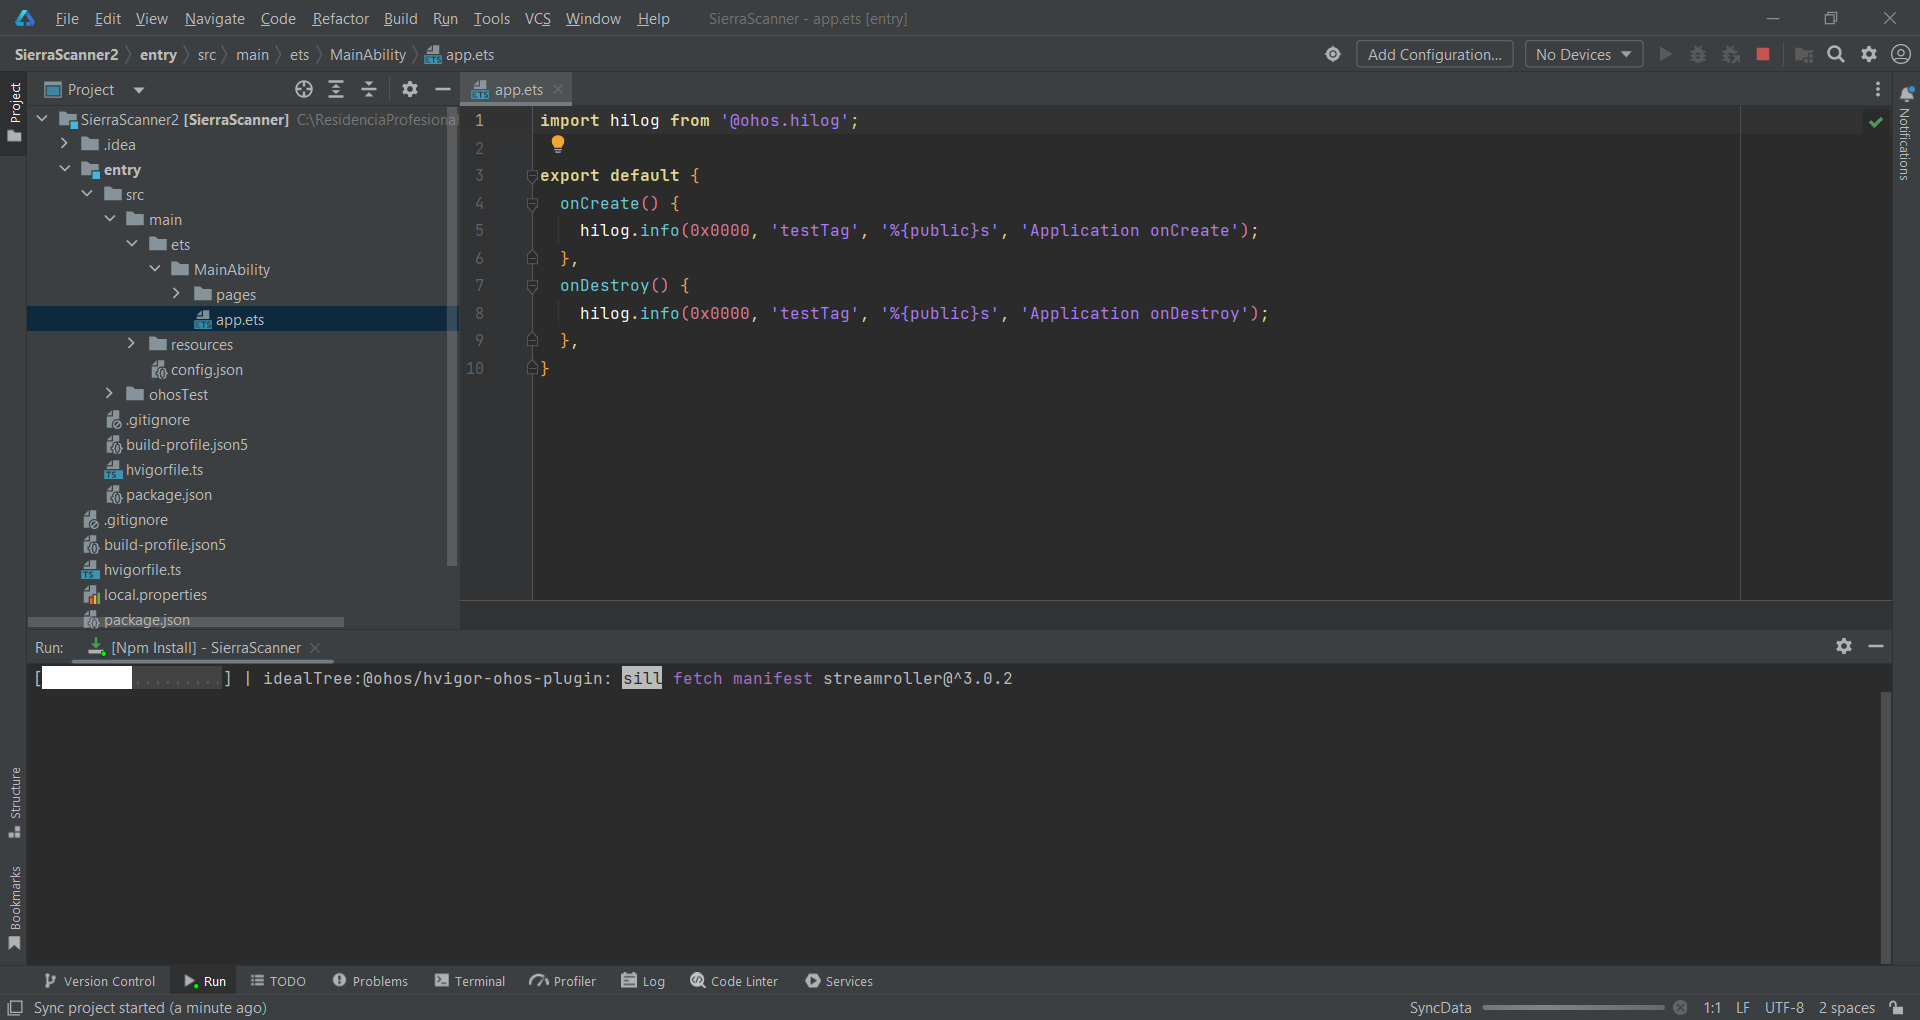 File Edit View Navigate Code Refactor Build Run Tools VCS Window Help SierraScanner - app.ets [entry]
SierraScanner2 entry src main ets MainAbility app.ets Add Configuration... No Devices
Project
Project
app.ets
Notifications
SierraScanner2 [SierraScanner] C:\ResidenciaProfesional
.idea
entry
src
main
ets
MainAbility
pages
app.ets
resources
config.json
ohosTest
.gitignore
build-profile.json5
hvigorfile.ts
package.json
.gitignore
build-profile.json5
hvigorfile.ts
local.properties
package.json
1 import hilog from '@ohos.hilog';
2
3 export default {
4 onCreate() {
5 hilog.info(0x0000, 'testTag', '%{public}s', 'Application onCreate');
6 },
7 onDestroy() {
8 hilog.info(0x0000, 'testTag', '%{public}s', 'Application onDestroy');
9 },
10 }
Run: [Npm Install] - SierraScanner
[ .........] | idealTree:@ohos/hvigor-ohos-plugin: sill fetch manifest streamroller@^3.0.2
Structure
Bookmarks
Version Control Run TODO Problems Terminal Profiler Log Code Linter Services
Sync project started (a minute ago) SyncData 1:1 LF UTF-8 2 spaces